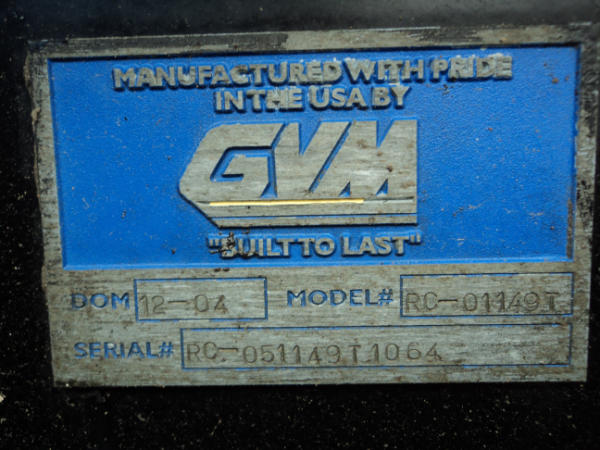 MANUFACTURED WITH PRIDE
IN THE USA BY
GVM
"BUILT TO LAST"
DOM 12-04 MODEL# RC-01149T
SERIAL# RC-051149T1064